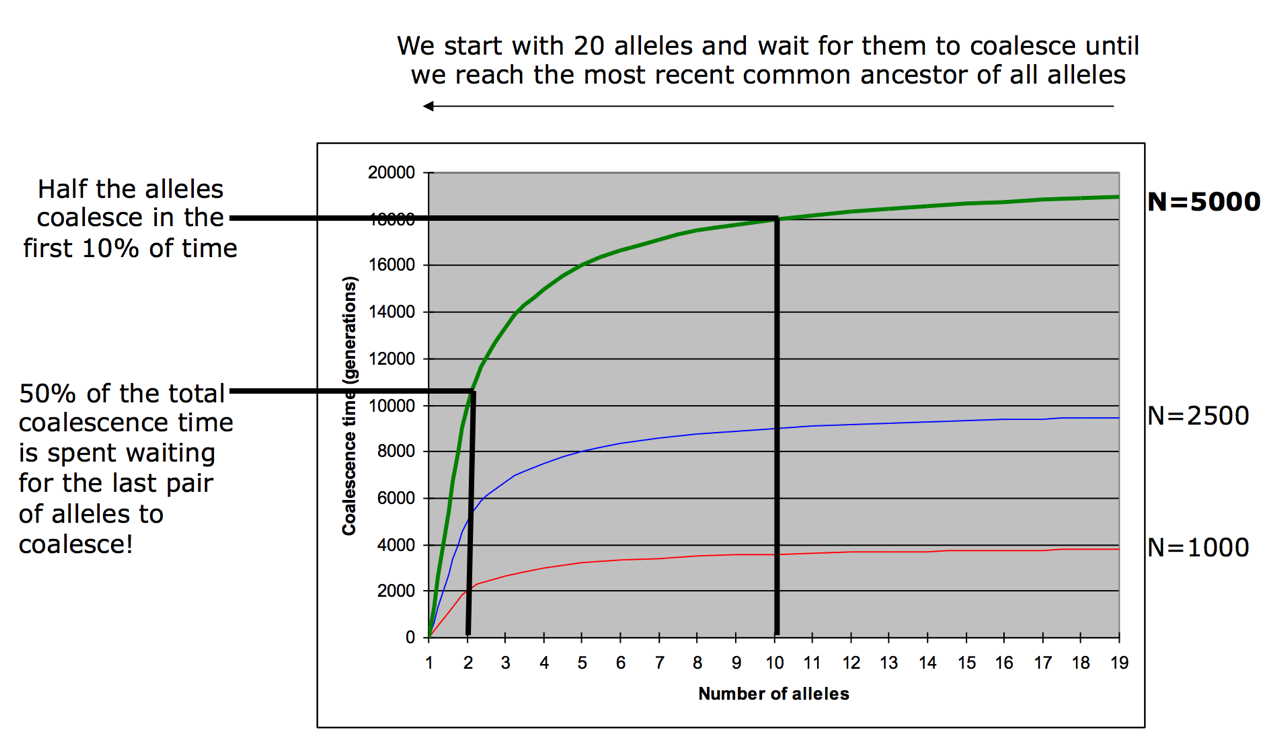 We start with 20 alleles and wait for them to coalesce until
we reach the most recent common ancestor of all alleles
Half the alleles
coalesce in the
first 10% of time
50% of the total
coalescence time
is spent waiting
for the last pair
of alleles to
coalesce!
Coalescence time (generations)
20000
18000
16000
14000
12000
10000
8000
6000
4000
2000
0
1 2 3 4 5 6 7 8 9 10 11 12 13 14 15 16 17 18 19
Number of alleles
N=5000
N=2500
N=1000